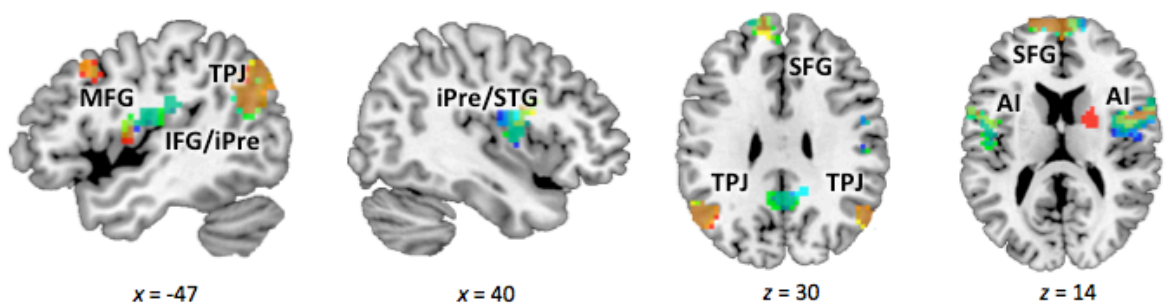 MFG
TPJ
IFG/iPre
x = -47
iPre/STG
x = 40
SFG
TPJ TPJ
z = 30
SFG
AI AI
z = 14